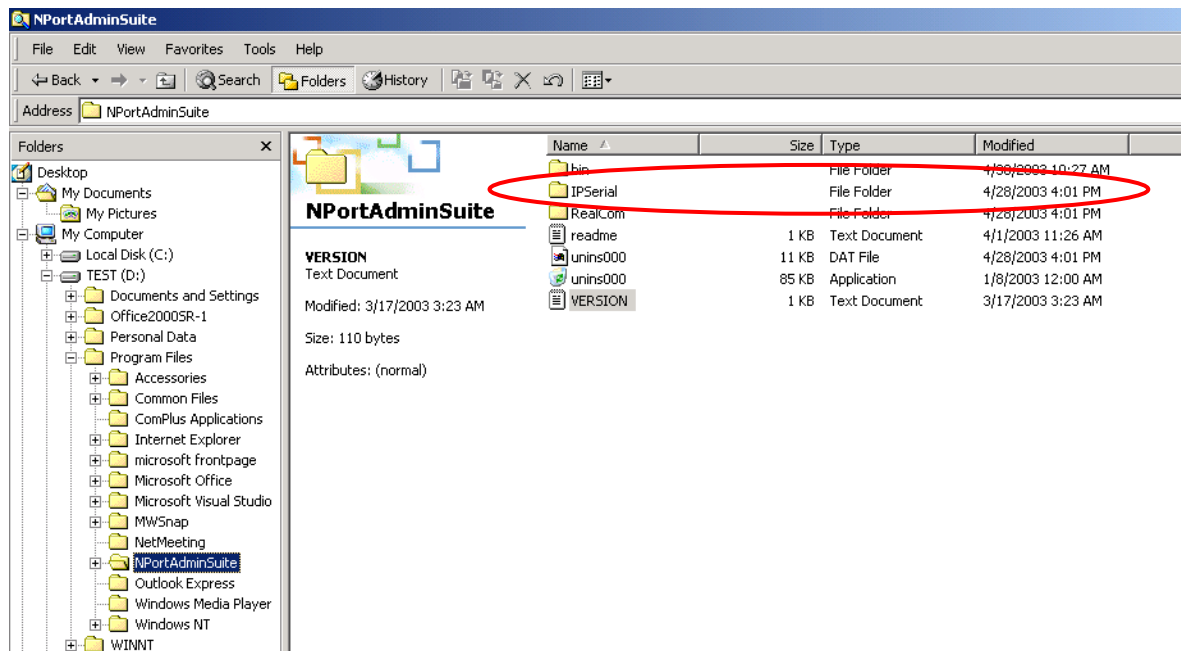 NPortAdminSuite
File Edit View Favorites Tools Help
Back Search Folders History
Address NPortAdminSuite
Folders
Desktop
My Documents
My Pictures
My Computer
Local Disk (C:)
TEST (D:)
Documents and Settings
Office2000SR-1
Personal Data
Program Files
Accessories
Common Files
ComPlus Applications
Internet Explorer
microsoft frontpage
Microsoft Office
Microsoft Visual Studio
MWSnap
NetMeeting
NPortAdminSuite
Outlook Express
Windows Media Player
Windows NT
WINNT
NPortAdminSuite
VERSION
Text Document
Modified: 3/17/2003 3:23 AM
Size: 110 bytes
Attributes: (normal)
Name Size Type Modified
bin File Folder 4/30/2003 10:27 AM
IPSerial File Folder 4/28/2003 4:01 PM
RealCom File Folder 4/28/2003 4:01 PM
readme 1 KB Text Document 4/1/2003 11:26 AM
unins000 11 KB DAT File 4/28/2003 4:01 PM
unins000 85 KB Application 1/8/2003 12:00 AM
VERSION 1 KB Text Document 3/17/2003 3:23 AM